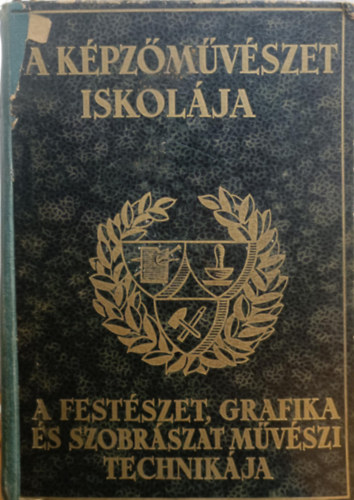 A KÉPZŐMŰVÉSZET
ISKOLÁJA
A FESTÉSZET, GRAFIKA
ÉS SZOBRÁSZAT MŰVÉSZI
TECHNIKÁJA